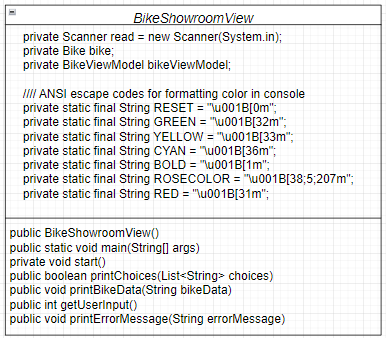 BikeShowroomView
private Scanner read = new Scanner(System.in);
private Bike bike;
private BikeViewModel bikeViewModel;
//// ANSI escape codes for formatting color in console
private static final String RESET = "\u001B[0m";
private static final String GREEN = "\u001B[32m";
private static final String YELLOW = "\u001B[33m";
private static final String CYAN = "\u001B[36m";
private static final String BOLD = "\u001B[1m";
private static final String ROSECOLOR = "\u001B[38;5;207m";
private static final String RED = "\u001B[31m";
public BikeShowroomView()
public static void main(String[] args)
private void start()
public boolean printChoices(List<String> choices)
public void printBikeData(String bikeData)
public int getUserInput()
public void printErrorMessage(String errorMessage)